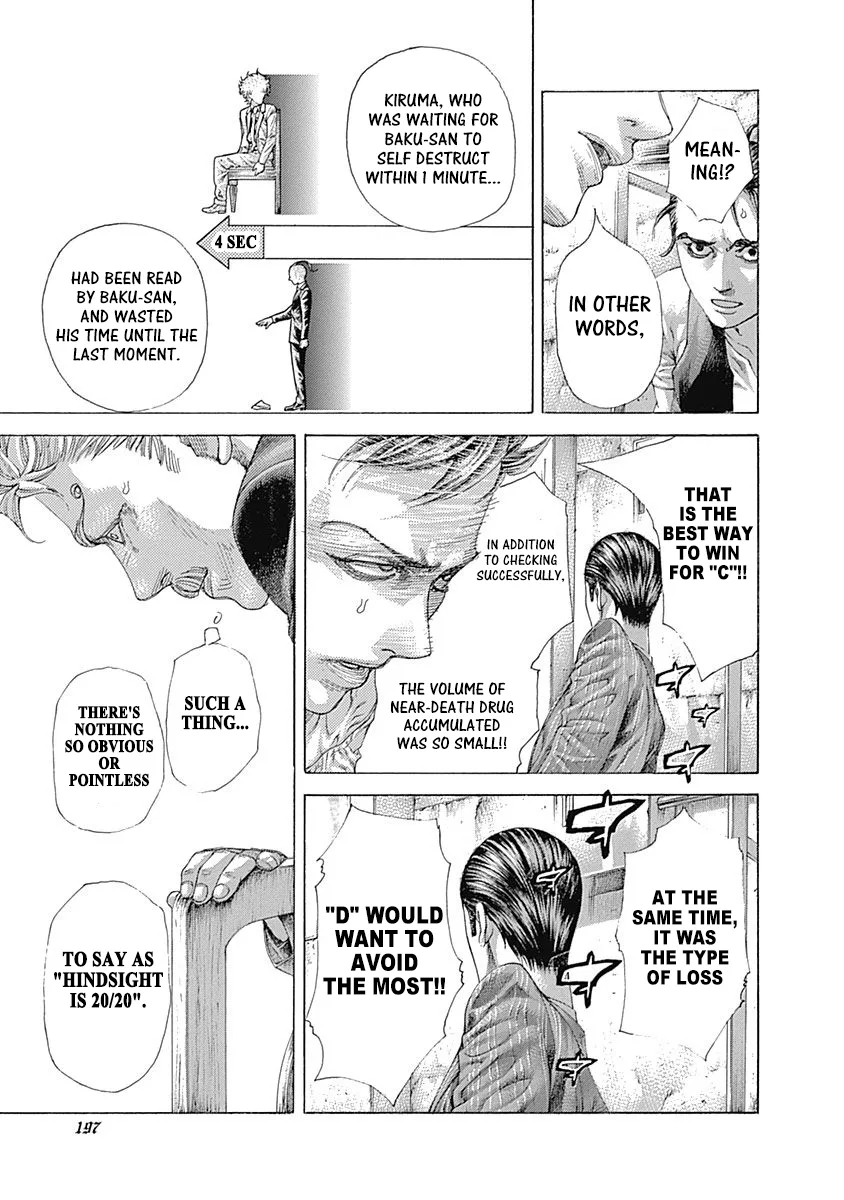 MEAN-
ING!?
IN OTHER
WORDS,
KIRUMA, WHO
WAS WAITING FOR
BAKU-SAN TO
SELF DESTRUCT
WITHIN 1 MINUTE...
4 SEC
HAD BEEN READ
BY BAKU-SAN,
AND WASTED
HIS TIME UNTIL THE
LAST MOMENT.
THAT
IS THE
BEST WAY
TO WIN
FOR "C"!!
IN ADDITION
TO CHECKING
SUCCESSFULLY,
THE VOLUME OF
NEAR-DEATH DRUG
ACCUMULATED
WAS SO SMALL!!
AT THE
SAME TIME,
IT WAS
THE TYPE
OF LOSS
"D" WOULD
WANT TO
AVOID
THE MOST!!
SUCH A
THING...
THERE'S
NOTHING
SO OBVIOUS
OR
POINTLESS
TO SAY AS
"HINDSIGHT
IS 20/20".
197